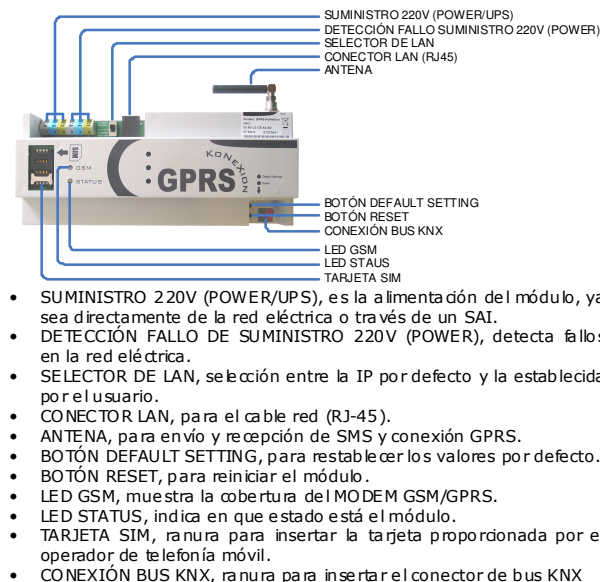 SUMINISTRO 220V (POWER/UPS)
DETECCIÓN FALLO SUMINISTRO 220V (POWER)
SELECTOR DE LAN
CONECTOR LAN (RJ45)
ANTENA
SIM
GSM
STATUS
KONEXION
GPRS
BOTÓN DEFAULT SETTING
BOTÓN RESET
CONEXIÓN BUS KNX
LED GSM
LED STAUS
TARJETA SIM
• SUMINISTRO 220V (POWER/UPS), es la alimentación del módulo, ya
sea directamente de la red eléctrica o través de un SAI.
• DETECCIÓN FALLO DE SUMINISTRO 220V (POWER), detecta fallos
en la red eléctrica.
• SELECTOR DE LAN, selección entre la IP por defecto y la establecida
por el usuario.
• CONECTOR LAN, para el cable red (RJ-45).
• ANTENA, para envío y recepción de SMS y conexión GPRS.
• BOTÓN DEFAULT SETTING, para restablecer los valores por defecto.
• BOTÓN RESET, para reiniciar el módulo.
• LED GSM, muestra la cobertura del MODEM GSM/GPRS.
• LED STATUS, indica en que estado está el módulo.
• TARJETA SIM, ranura para insertar la tarjeta proporcionada por e
operador de telefonía móvil.
• CONEXIÓN BUS KNX, ranura para insertar el conector de bus KNX